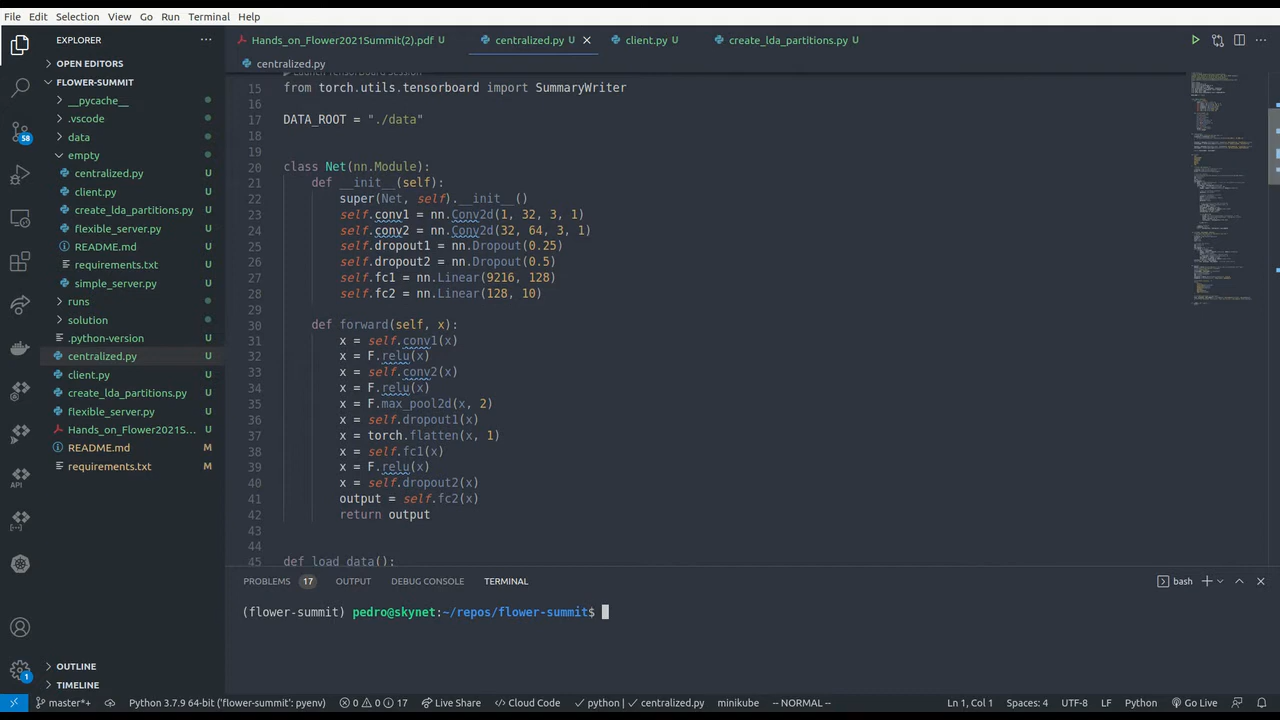 File Edit Selection View Go Run Terminal Help
EXPLORER
Hands_on_Flower2021Summit(2).pdf U
centralized.py U
client.py U
create_lda_partitions.py U
OPEN EDITORS
centralized.py
FLOWER-SUMMIT
__pycache__
.vscode
data
empty
centralized.py U
client.py U
create_lda_partitions.py U
flexible_server.py U
README.md U
requirements.txt U
simple_server.py U
runs
solution
.python-version U
centralized.py U
client.py U
create_lda_partitions.py U
flexible_server.py U
Hands_on_Flower2021S... U
README.md M
requirements.txt M
OUTLINE
TIMELINE
58
API
1
15 from torch.utils.tensorboard import SummaryWriter
16
17 DATA_ROOT = "./data"
18
19
20 class Net(nn.Module):
21 def __init__(self):
22 super(Net, self).__init__()
23 self.conv1 = nn.Conv2d(1, 32, 3, 1)
24 self.conv2 = nn.Conv2d(32, 64, 3, 1)
25 self.dropout1 = nn.Dropout(0.25)
26 self.dropout2 = nn.Dropout(0.5)
27 self.fc1 = nn.Linear(9216, 128)
28 self.fc2 = nn.Linear(128, 10)
29
30 def forward(self, x):
31 x = self.conv1(x)
32 x = F.relu(x)
33 x = self.conv2(x)
34 x = F.relu(x)
35 x = F.max_pool2d(x, 2)
36 x = self.dropout1(x)
37 x = torch.flatten(x, 1)
38 x = self.fc1(x)
39 x = F.relu(x)
40 x = self.dropout2(x)
41 output = self.fc2(x)
42 return output
43
44
45 def load_data():
PROBLEMS 17 OUTPUT DEBUG CONSOLE TERMINAL
bash
(flower-summit) pedro@skynet:~/repos/flower-summit$
master*+ Python 3.7.9 64-bit ('flower-summit': pyenv) 0 0 17 Live Share Cloud Code python centralized.py minikube -- NORMAL -- Ln 1, Col 1 Spaces: 4 UTF-8 LF Python Go Live